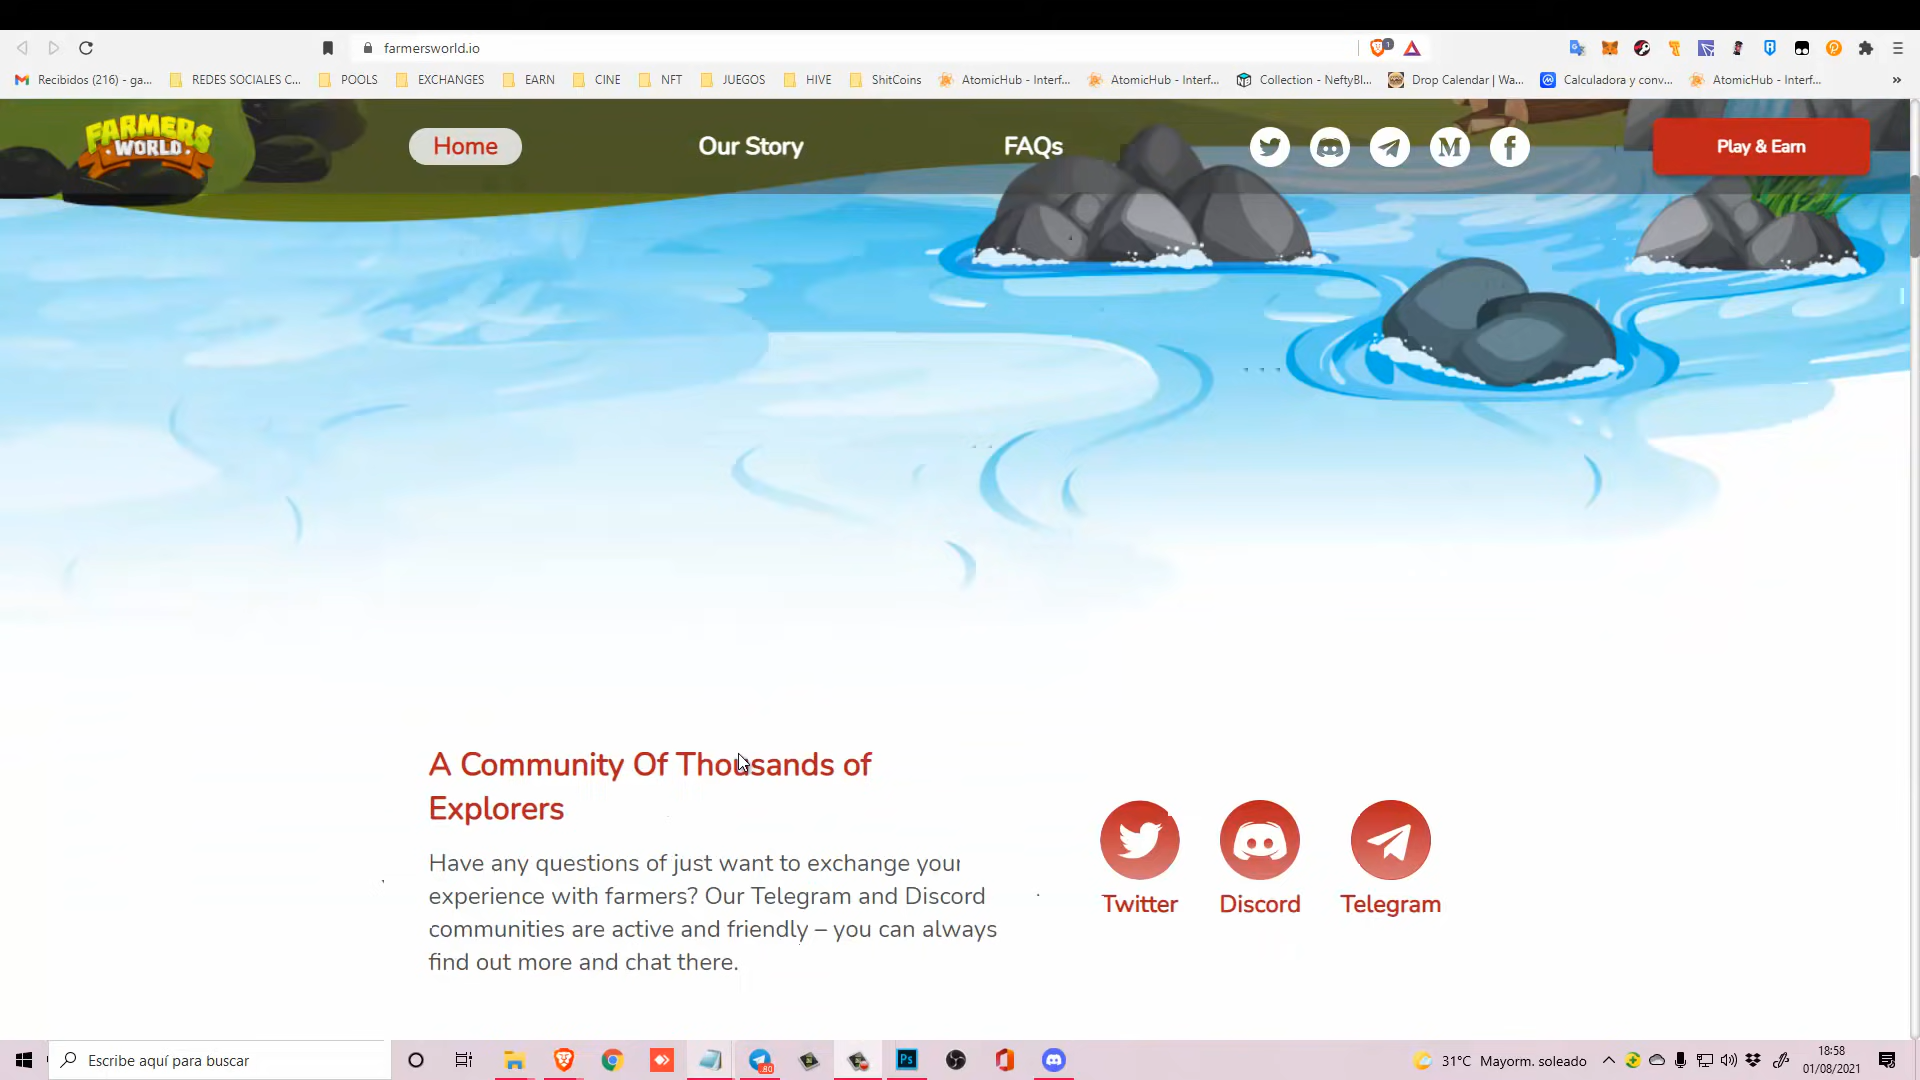 farmersworld.io
1
Recibidos (216) - ga...
REDES SOCIALES C...
POOLS
EXCHANGES
EARN
CINE
NFT
JUEGOS
HIVE
ShitCoins
AtomicHub - Interf...
AtomicHub - Interf...
Collection - NeftyBl...
Drop Calendar | Wa...
Calculadora y conv...
AtomicHub - Interf...
»
FARMERS
WORLD
Home
Our Story
FAQs
Play & Earn
A Community Of Thousands of
Explorers
Have any questions of just want to exchange your
experience with farmers? Our Telegram and Discord
communities are active and friendly – you can always
find out more and chat there.
Twitter
Discord
Telegram
Escribe aquí para buscar
80
Ps
31°C Mayorm. soleado
18:58
01/08/2021